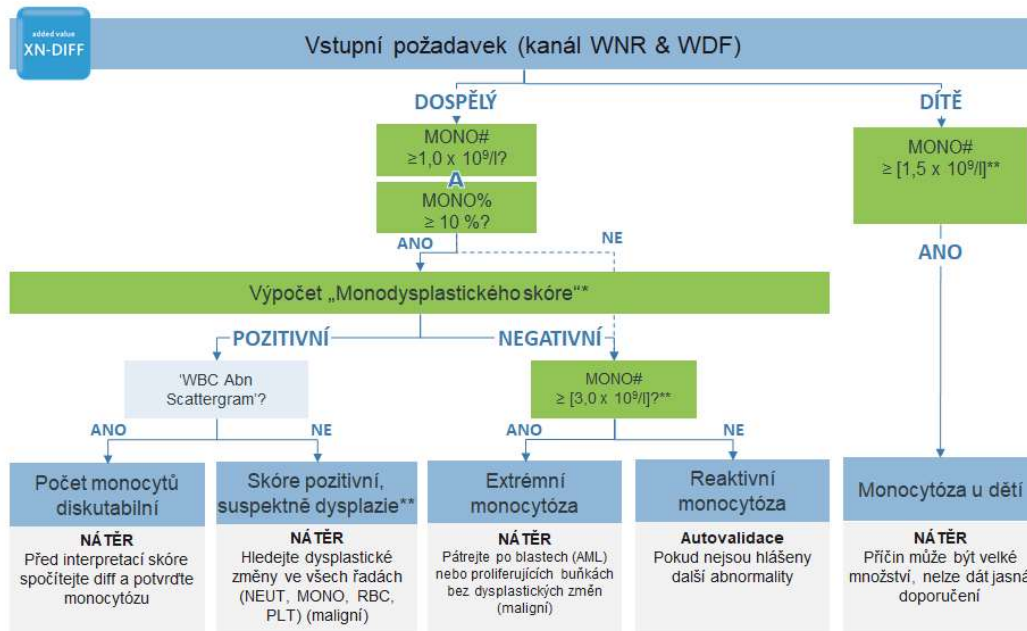 added value
XN-DIFF
Vstupní požadavek (kanál WNR & WDF)
DOSPĚLÝ
DÍTĚ
MONO#
≥1,0 x 10⁹/l?
A
MONO%
≥ 10 %?
MONO#
≥ [1,5 x 10⁹/l]**
ANO
NE
ANO
Výpočet „Monodysplastického skóre“*
POZITIVNÍ
NEGATIVNÍ
‘WBC Abn
Scattergram’?
MONO#
≥ [3,0 x 10⁹/l]?**
ANO
NE
ANO
NE
Počet monocytů
diskutabilní
NÁTĚR
Před interpretací skóre
spočítejte diff a potvrďte
monocytózu
Skóre pozitivní,
suspektně dysplazie**
NÁTĚR
Hledejte dysplastické
změny ve všech řadách
(NEUT, MONO, RBC,
PLT) (maligní)
Extrémní
monocytóza
NÁTĚR
Pátrejte po blastech (AML)
nebo proliferujících buňkách
bez dysplastických změn
(maligní)
Reaktivní
monocytóza
Autovalidace
Pokud nejsou hlášeny
další abnormality
Monocytóza u dětí
NÁTĚR
Příčin může být velké
množství, nelze dát jasná
doporučení